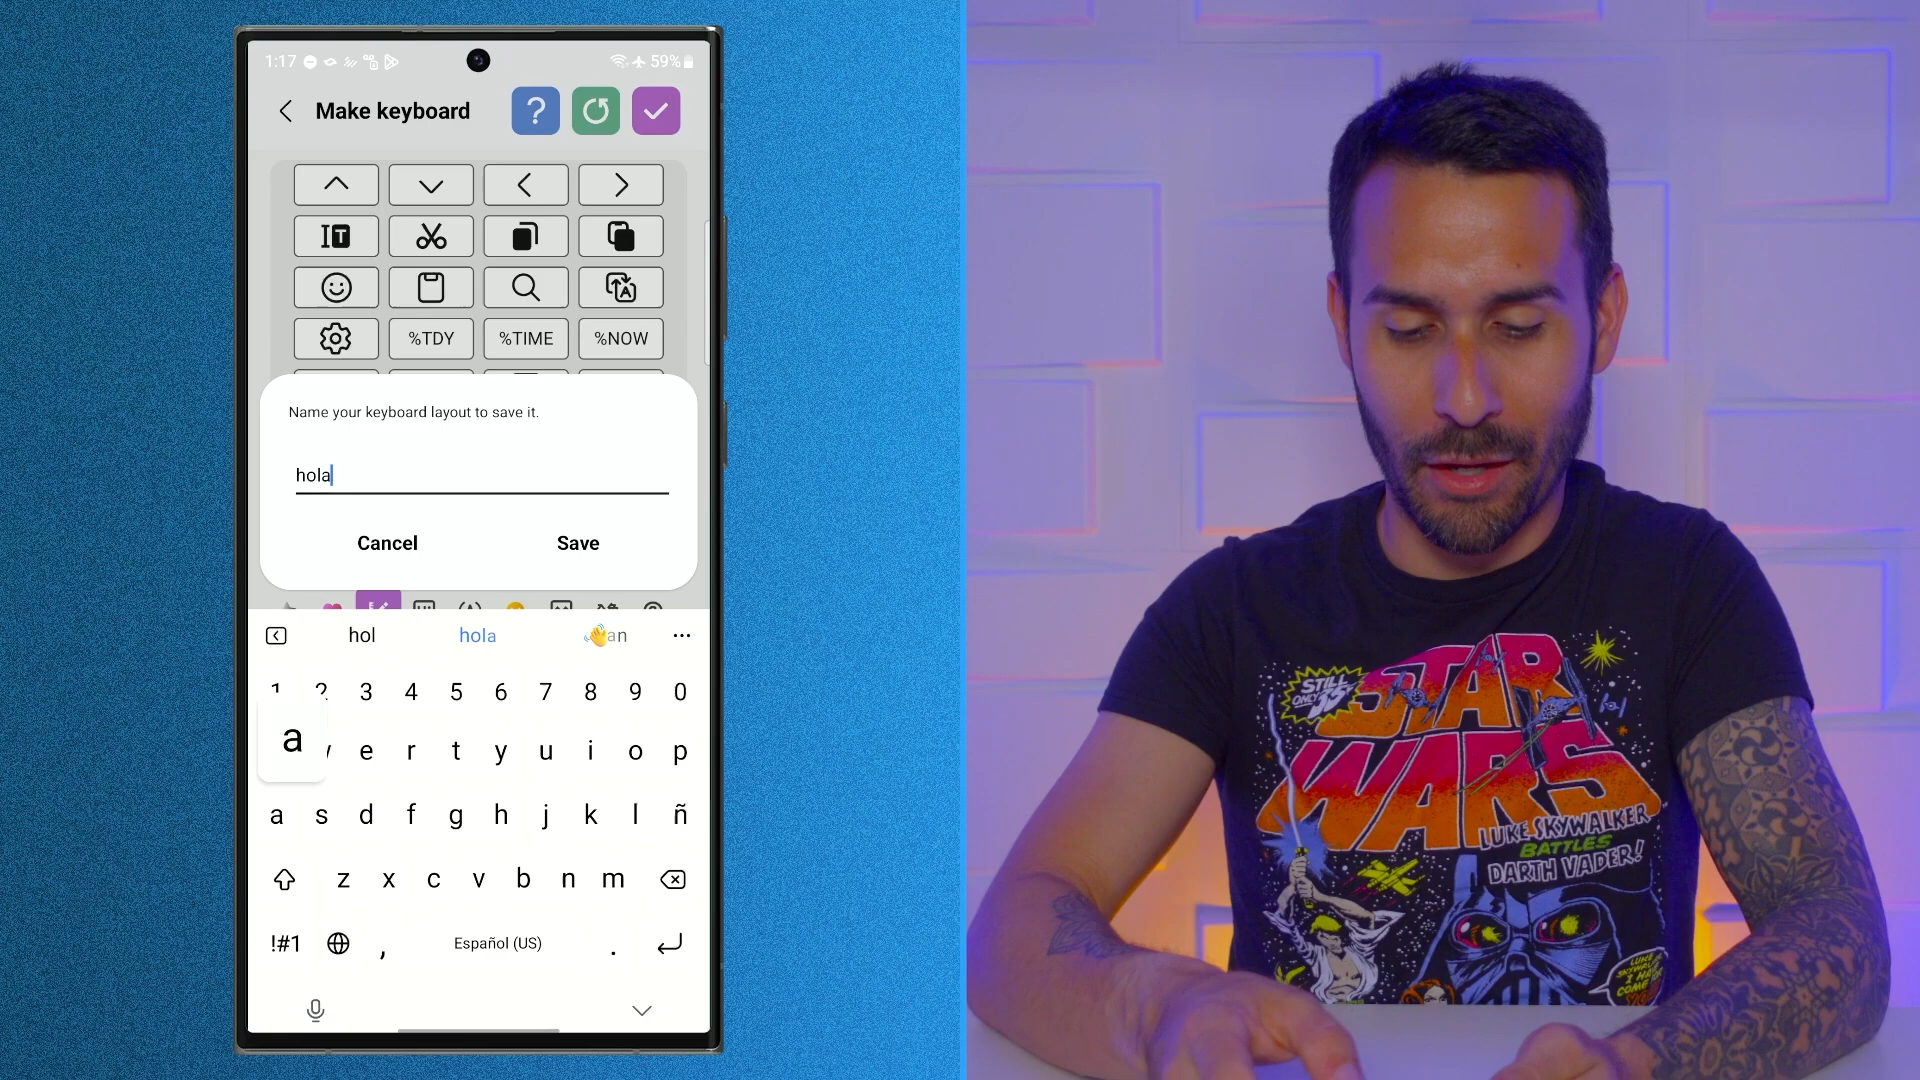 1:17
59%
Make keyboard
?
%TDY %TIME %NOW
Name your keyboard layout to save it.
hola
Cancel Save
hol hola
3 4 5 6 7 8 9 0
a
e r t y u i o p
a s d f g h j k l ñ
z x c v b n m
!#1 , Español (US) .
STILL
ONLY 35¢
STAR
WARS
LUKE SKYWALKER
BATTLES
DARTH VADER!